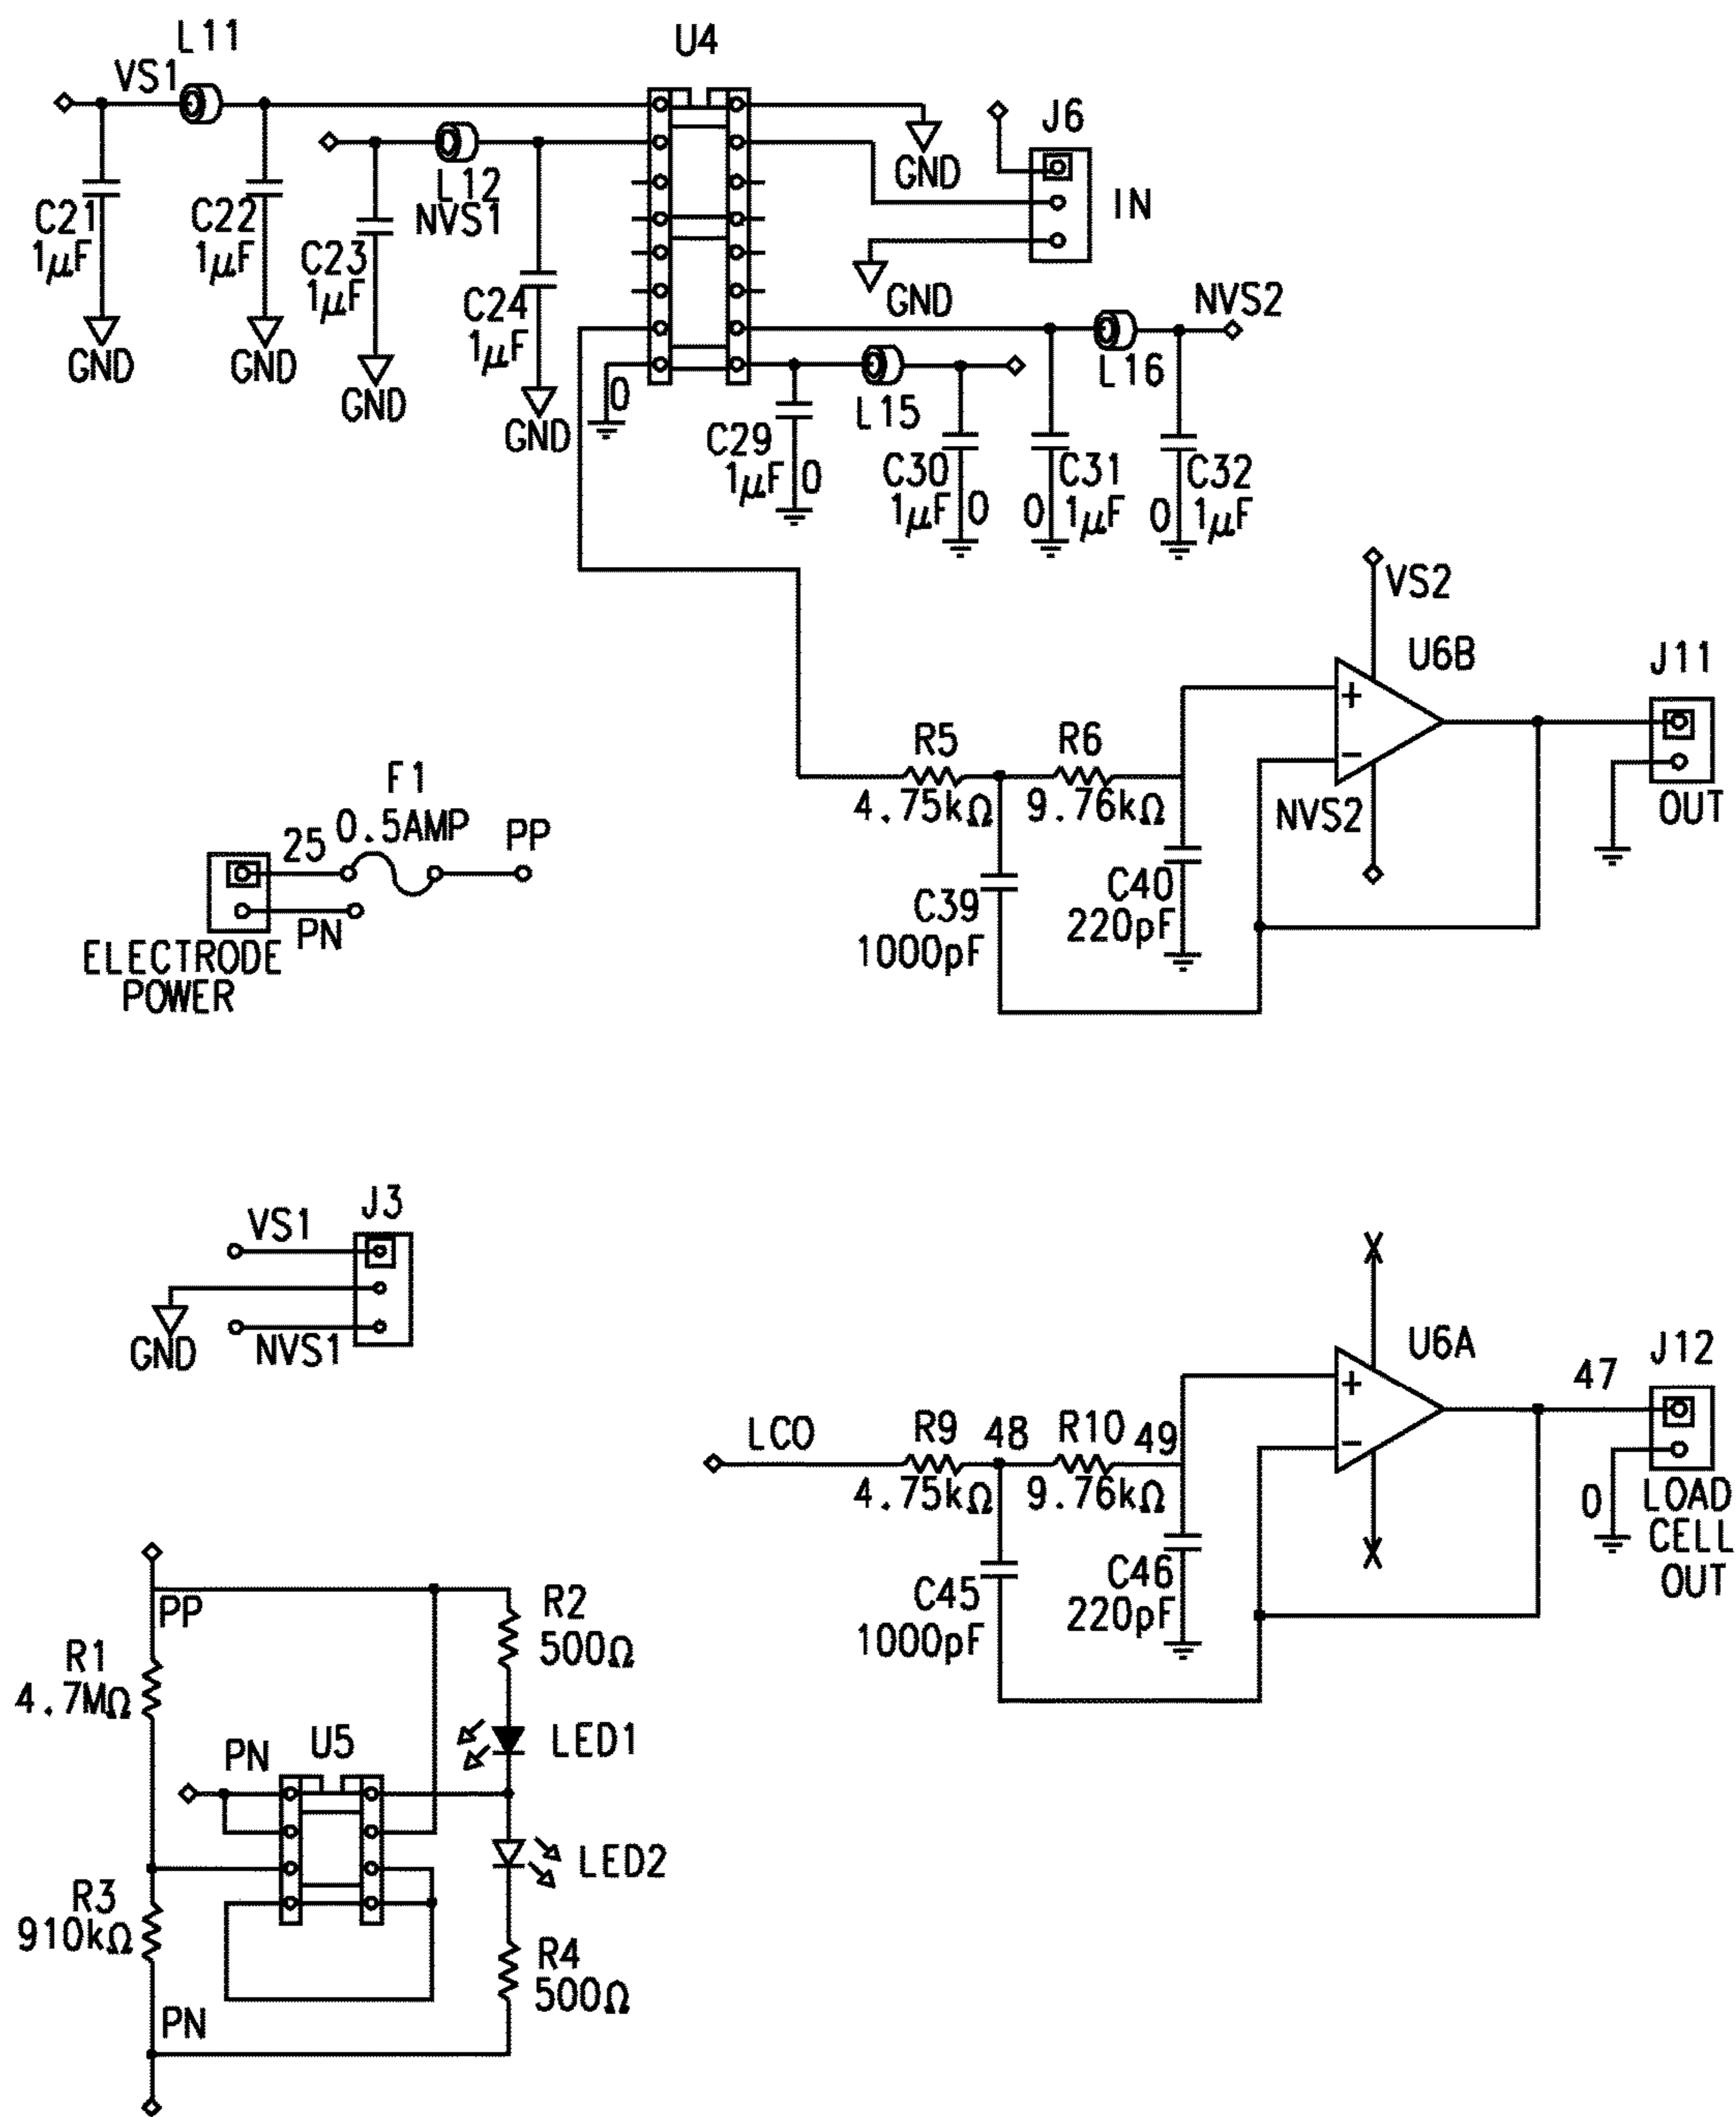 L11
U4
VS1
J6
C21
1μF
C22
1μF
L12
NVS1
C23
1μF
C24
1μF
GND
IN
GND
NVS2
GND
GND
GND
GND
0
L15
L16
C29
1μF 0
C30
1μF 0
C31
0 1μF
C32
0 1μF
VS2
U6B
J11
+
−
R5
4.75kΩ
R6
9.76kΩ
NVS2
OUT
F1
0.5AMP
25
PP
PN
ELECTRODE
POWER
C39
1000pF
C40
220pF
VS1
J3
GND
NVS1
U6A
47
J12
+
−
LCO
R9
4.75kΩ
48
R10
9.76kΩ
49
0
LOAD
CELL
OUT
C45
1000pF
C46
220pF
PP
R1
4.7MΩ
R2
500Ω
PN
U5
LED1
LED2
R3
910kΩ
R4
500Ω
PN